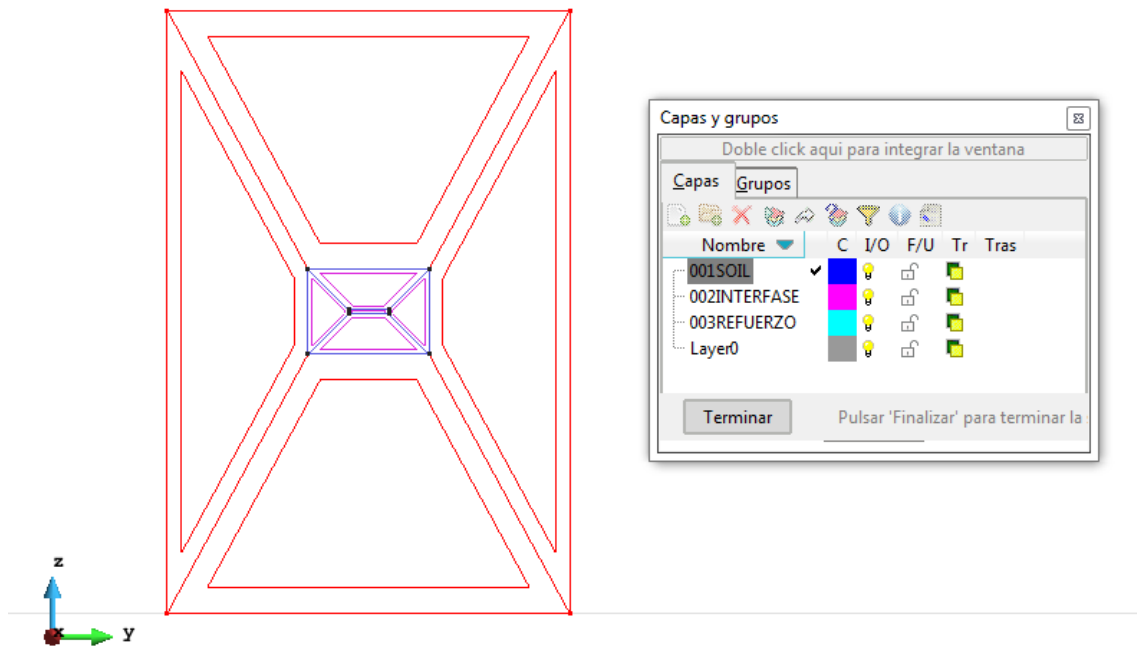 Capas y grupos
Doble click aqui para integrar la ventana
Capas Grupos
Nombre C I/O F/U Tr Tras
001SOIL
002INTERFASE
003REFUERZO
Layer0
Terminar Pulsar 'Finalizar' para terminar la
z
x y